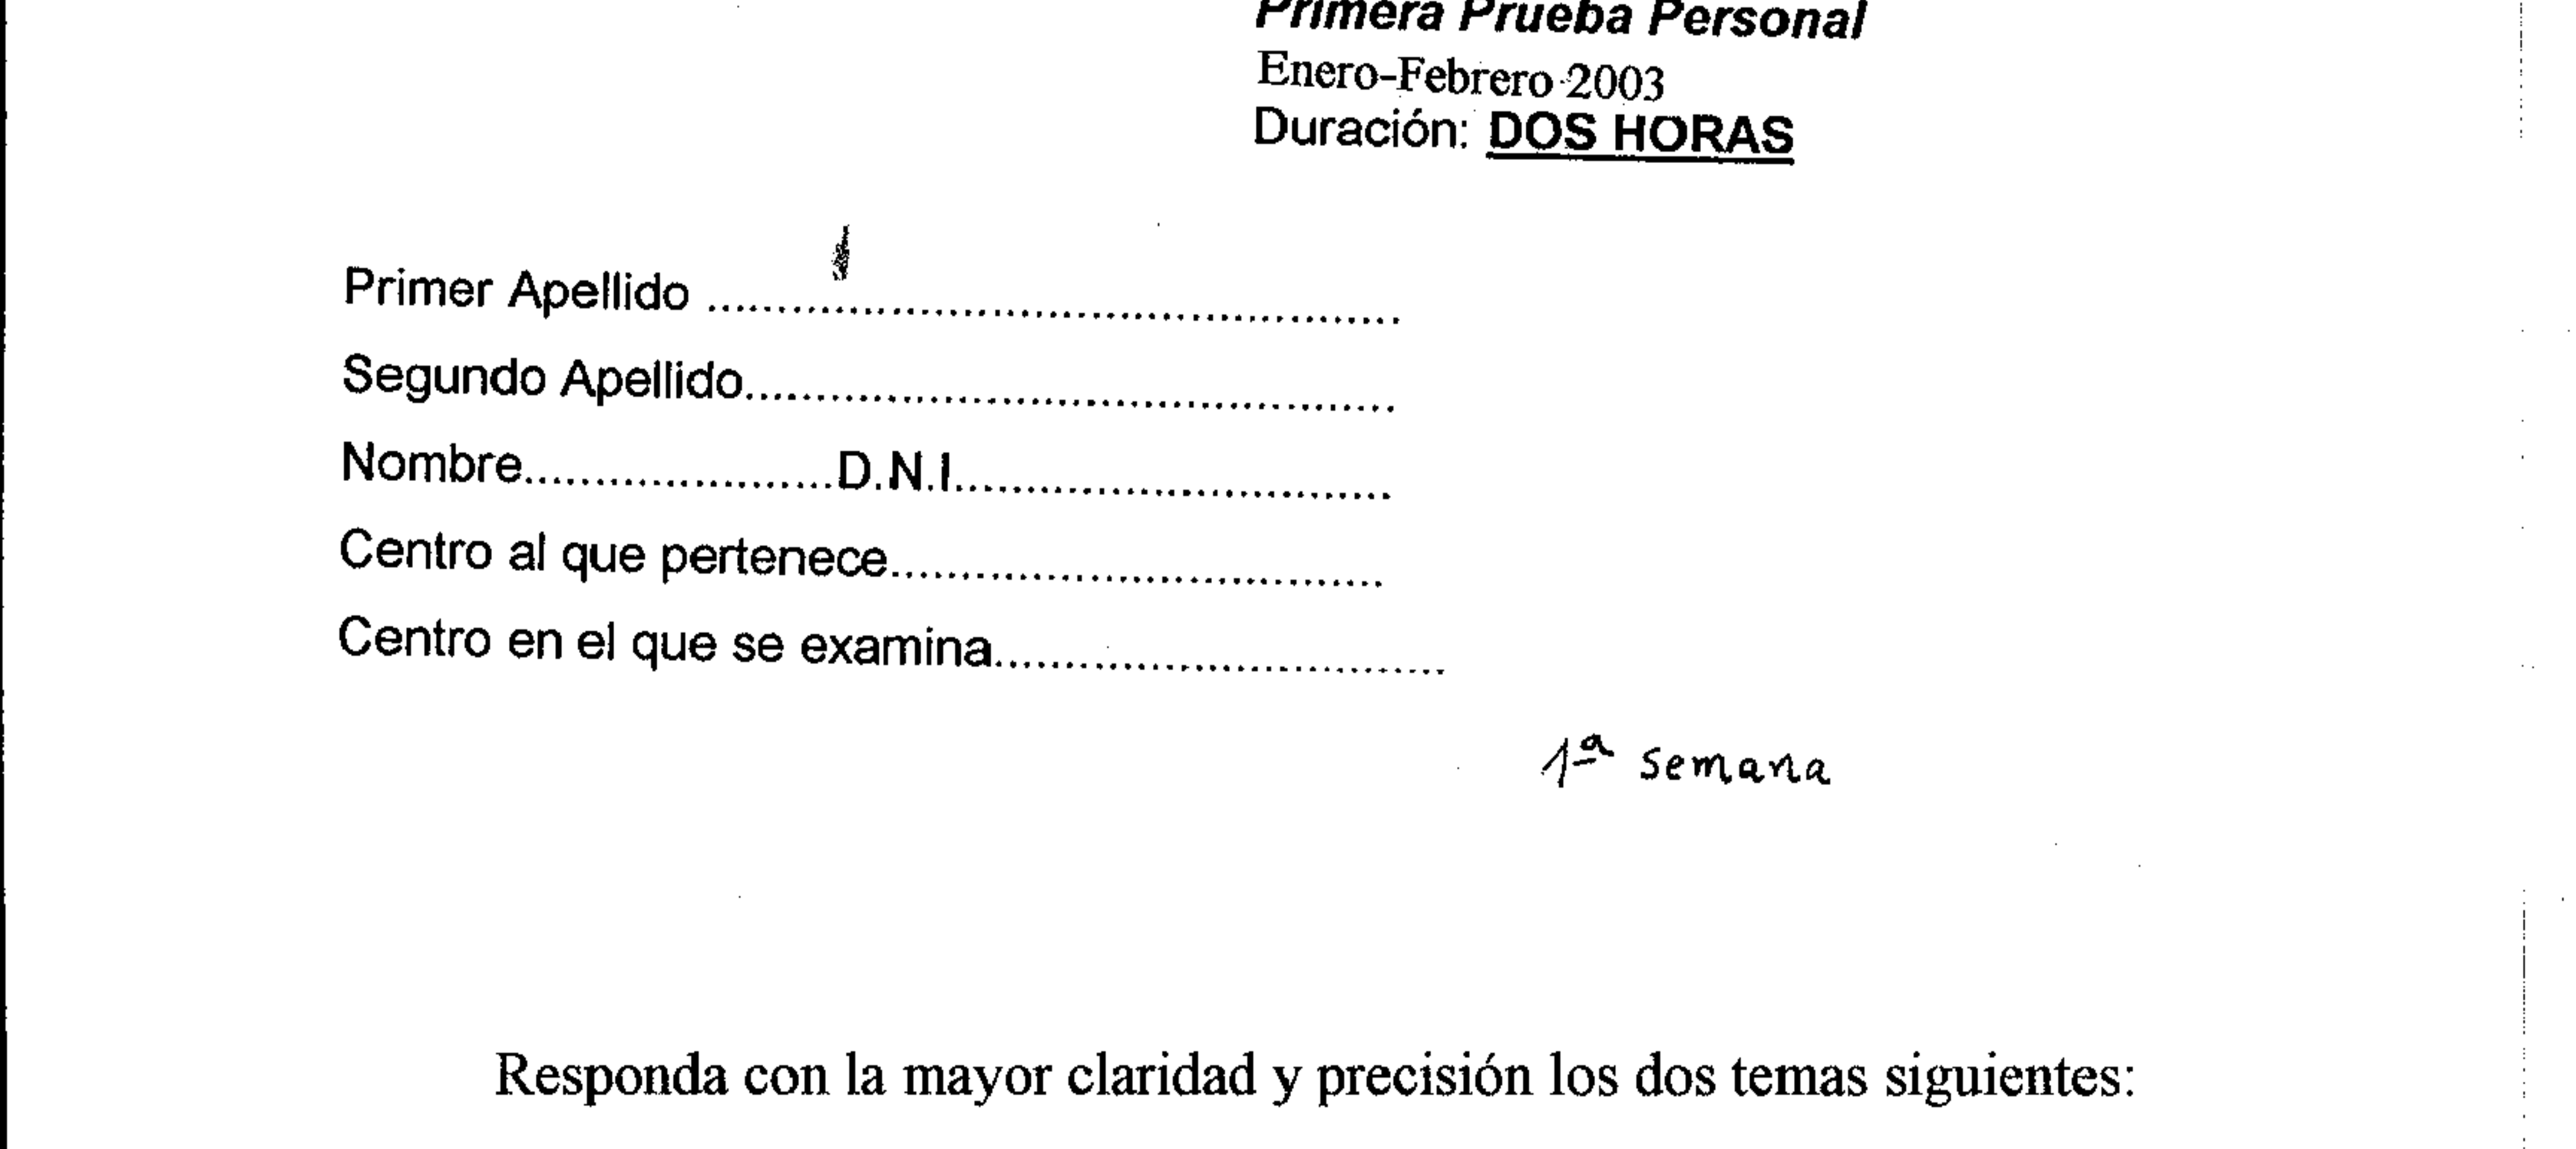 Primera Prueba Personal
Enero-Febrero 2003
Duración: DOS HORAS
Primer Apellido ................................................
Segundo Apellido..............................................
Nombre......................D.N.I...............................
Centro al que pertenece...................................
Centro en el que se examina................................
1ª semana
Responda con la mayor claridad y precisión los dos temas siguientes: